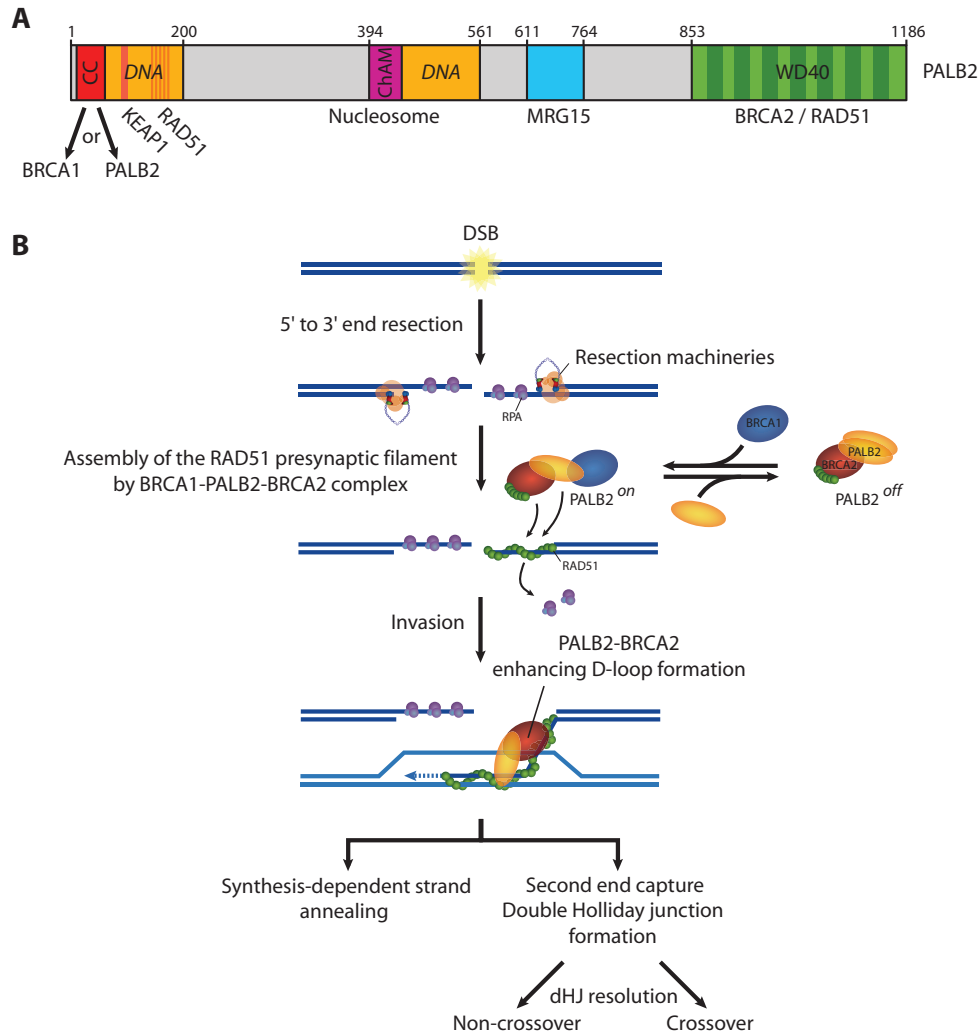 A
1 200 394 561 611 764 853 1186
CC DNA ChAM DNA WD40 PALB2
KEAP1 RAD51 Nucleosome MRG15 BRCA2 / RAD51
or
BRCA1 PALB2
B
DSB
5' to 3' end resection
Resection machineries
RPA
BRCA1
Assembly of the RAD51 presynaptic filament
by BRCA1-PALB2-BRCA2 complex
PALB2
BRCA2
PALB2 on
PALB2 off
RAD51
Invasion
PALB2-BRCA2
enhancing D-loop formation
Synthesis-dependent strand
annealing
Second end capture
Double Holliday junction
formation
dHJ resolution
Non-crossover Crossover